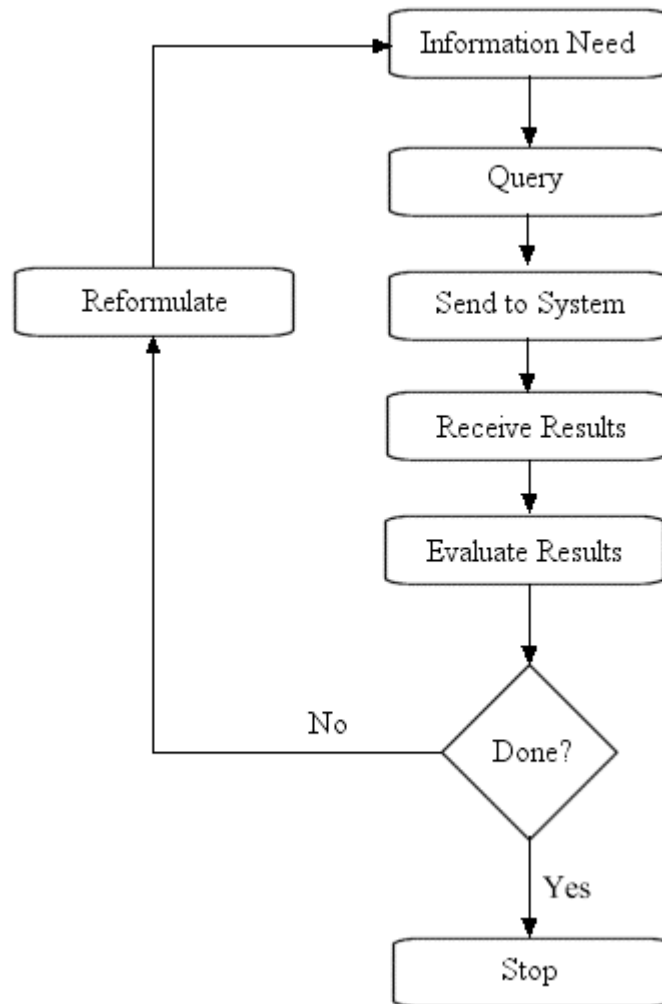 Information Need
Query
Send to System
Reformulate
Receive Results
Evaluate Results
No
Done?
Yes
Stop